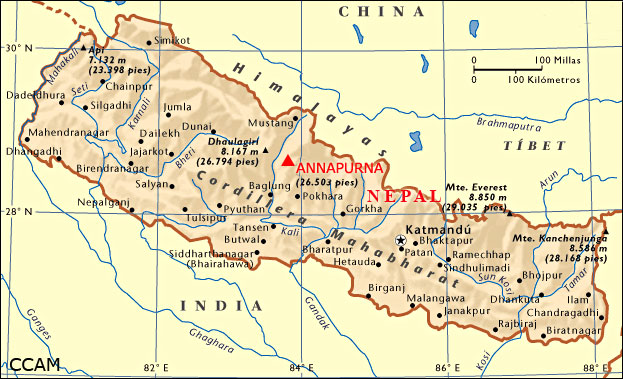 CHINA
30° N
Simikot
Api
7.132 m
(23.398 pies)
Mahakali
Seti
Chainpur
Karnali
Himalayas
0 100 Millas
0 100 Kilómetros
Dadeldhura
Silgadhi
Jumla
Dunai
Mustang
Brahmaputra
Mahendranagar
Dailekh
Dhaulagiri
8.167 m
(26.794 pies)
TÍBET
Dhangadhi
Jajarkot
Bheri
Birendranagar
ANNAPURNA
(26.503 pies)
Arun
Salyan
Baglung
Pokhara
NEPAL
Mte. Everest
8.850 m
(29.035 pies)
Nepalganj
Tulsipur
Pyuthan
Gorkha
28° N
Cordillera Mahabharat
Tansen
Kali
Katmandú
Mte. Kanchenjunga
8.586 m
(28.168 pies)
Butwal
Bharatpur
Patan
Bhaktapur
Ramechhap
Siddharthanagar
(Bhairahawa)
Hetauda
Sindhulimadi
Sun Kosi
Bhojpur
Tamar
Birganj
Malangawa
Dhankuta
Ilam
INDIA
Gandak
Janakpur
Chandragadhi
Rajbiraj
Biratnagar
Ganges
Ghaghara
Kosi
CCAM
82° E
84° E
86° E
88° E